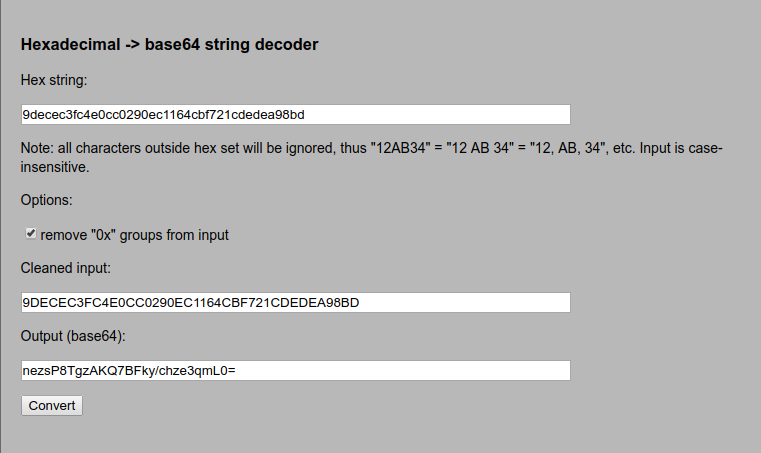 Hexadecimal -> base64 string decoder
Hex string:
9decec3fc4e0cc0290ec1164cbf721cdedea98bd
Note: all characters outside hex set will be ignored, thus "12AB34" = "12 AB 34" = "12, AB, 34", etc. Input is case-
insensitive.
Options:
remove "0x" groups from input
Cleaned input:
9DECEC3FC4E0CC0290EC1164CBF721CDEDEA98BD
Output (base64):
nezsP8TgzAKQ7BFky/chze3qmL0=
Convert